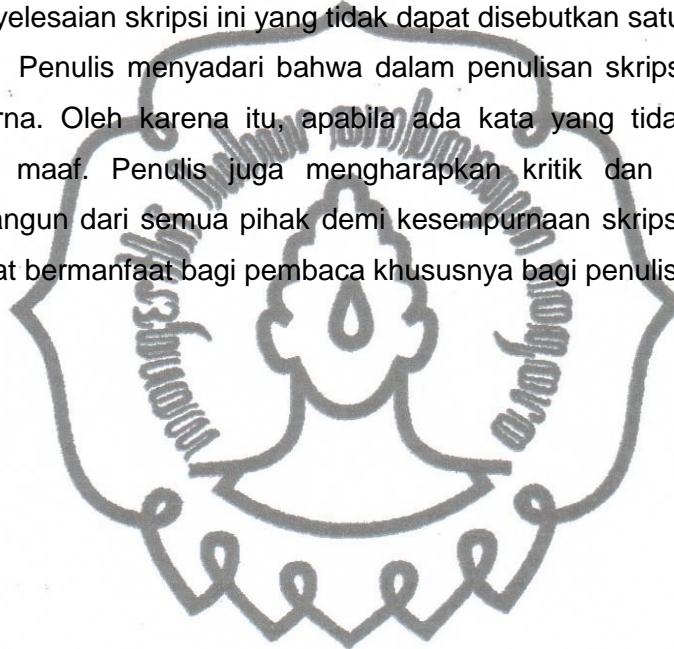 yelesaian skripsi ini yang tidak dapat disebutkan satu
Penulis menyadari bahwa dalam penulisan skrips
rna. Oleh karena itu, apabila ada kata yang tida
maaf. Penulis juga mengharapkan kritik dan
angun dari semua pihak demi kesempurnaan skrips
at bermanfaat bagi pembaca khususnya bagi penulis